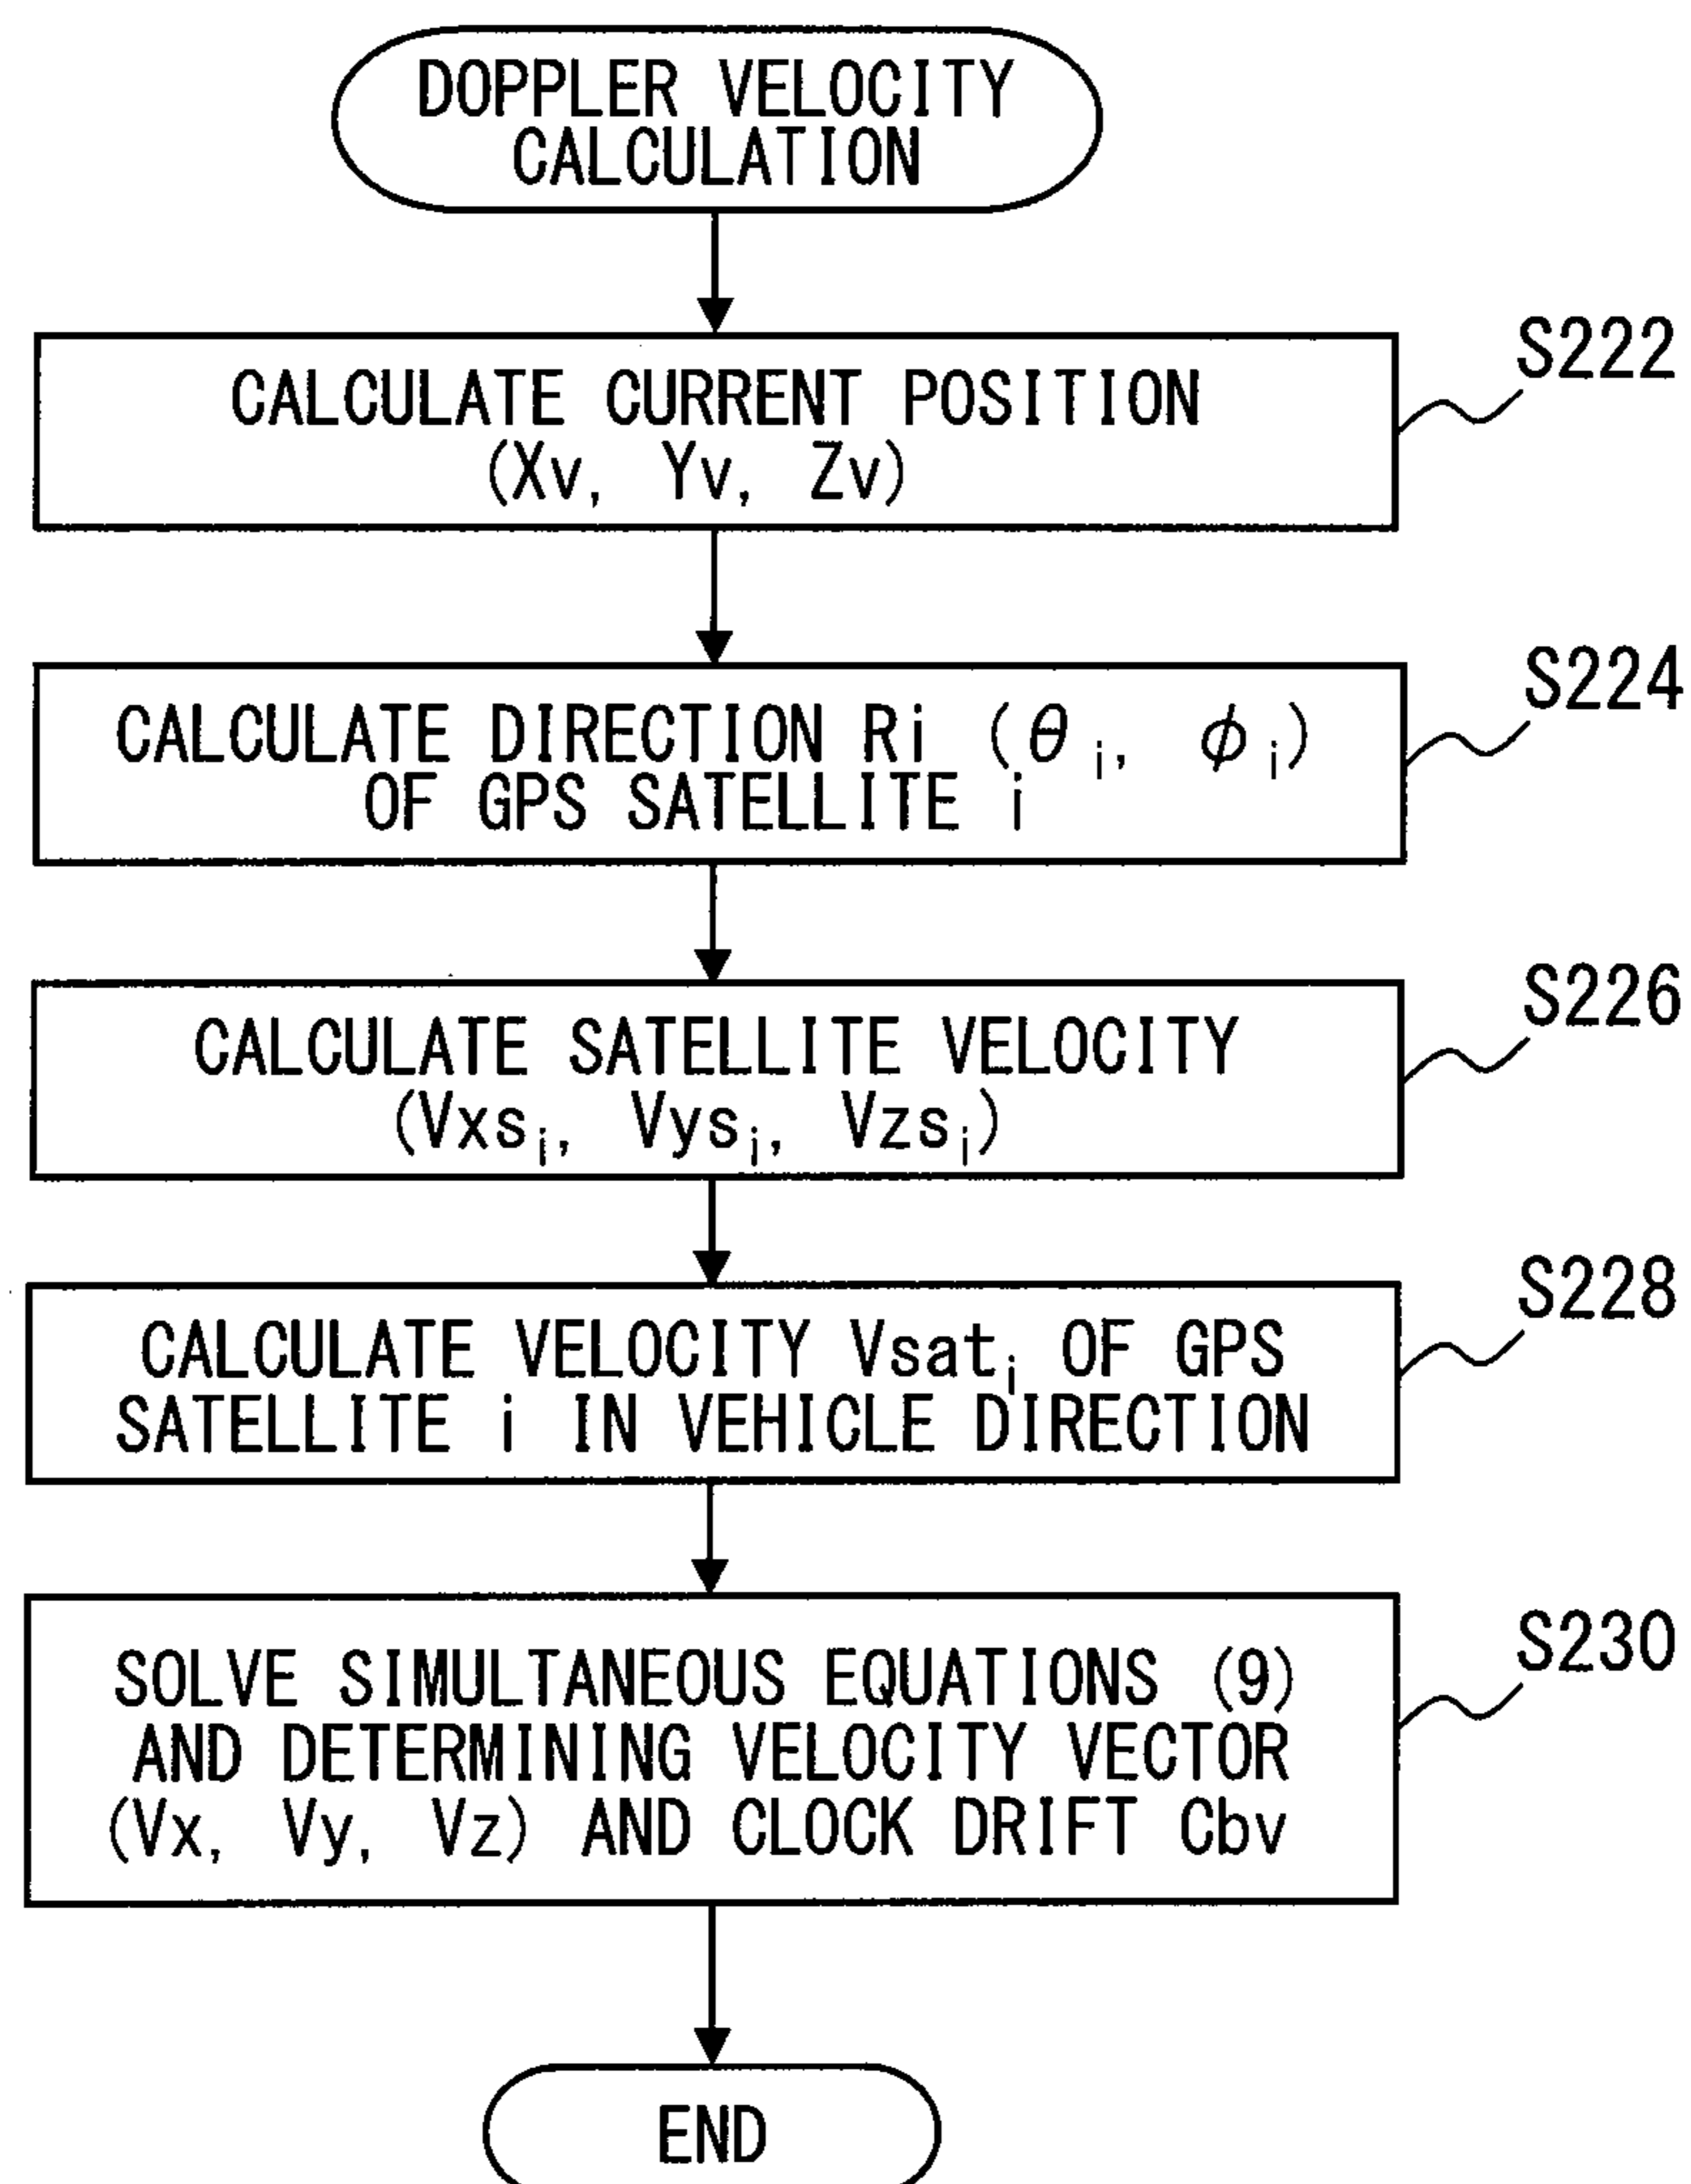 DOPPLER VELOCITY
CALCULATION
S222
CALCULATE CURRENT POSITION
(Xv, Yv, Zv)
S224
CALCULATE DIRECTION Ri (θi, φi)
OF GPS SATELLITE i
S226
CALCULATE SATELLITE VELOCITY
(Vxsi, Vysi, Vzsi)
S228
CALCULATE VELOCITY Vsati OF GPS
SATELLITE i IN VEHICLE DIRECTION
S230
SOLVE SIMULTANEOUS EQUATIONS (9)
AND DETERMINING VELOCITY VECTOR
(Vx, Vy, Vz) AND CLOCK DRIFT Cbv
END